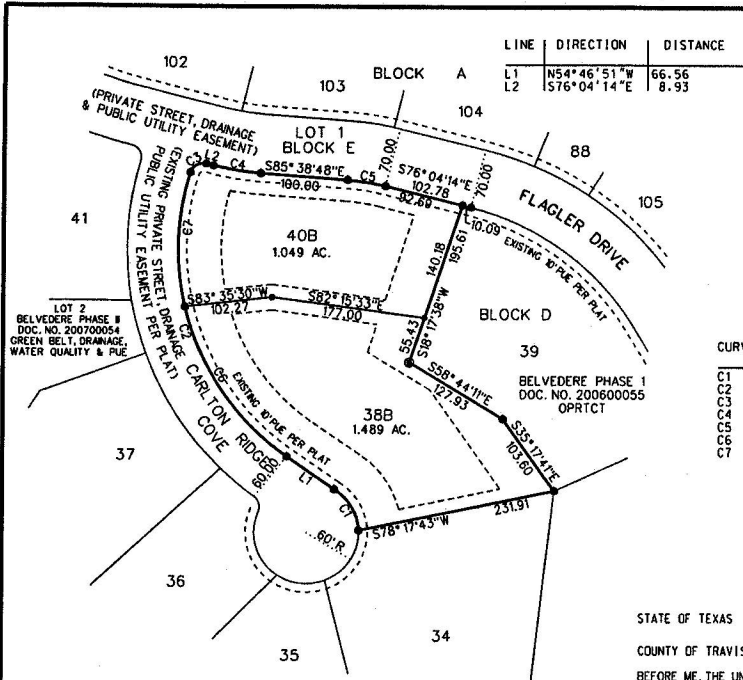 LINE DIRECTION DISTANCE
L1 N54°46'51"W 66.56
L2 S76°04'14"E 8.93
102
103
BLOCK A
104
88
105
(PRIVATE STREET, DRAINAGE
& PUBLIC UTILITY EASEMENT)
LOT 1
BLOCK E
70.00
70.00
FLAGLER DRIVE
C3
L2
C4
S85°38'48"E
100.00
C5
S76°04'14"E
102.78
92.69
10.09
EXISTING 10'PUE PER PLAT
(EXISTING PRIVATE STREET, DRAINAGE
PUBLIC UTILITY EASEMENT PER PLAT)
41
C7
40B
1.049 AC.
140.18
195.61
S18°17'38"W
55.43
S83°35'30"W
102.27
S82°15'33"E
177.00
BLOCK D
39
BELVEDERE PHASE 1
DOC. NO. 200600055
OPRTCT
LOT 2
BELVEDERE PHASE II
DOC. NO. 200700054
GREEN BELT, DRAINAGE,
WATER QUALITY & PUE
C2
C6
EXISTING 10'PUE PER PLAT
CARLTON RIDGE
COVE
38B
1.489 AC.
S58°44'11"E
127.93
S35°17'41"E
103.60
37
60.00
L1
C1
S78°17'43"W
231.91
60'R
36
35
34
CURV
C1
C2
C3
C4
C5
C6
C7
STATE OF TEXAS
COUNTY OF TRAVIS
BEFORE ME, THE UN